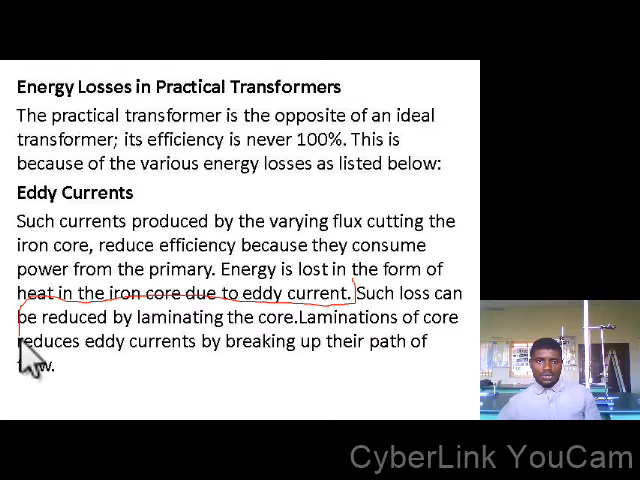 Energy Losses in Practical Transformers
The practical transformer is the opposite of an ideal
transformer; its efficiency is never 100%. This is
because of the various energy losses as listed below:
Eddy Currents
Such currents produced by the varying flux cutting the
iron core, reduce efficiency because they consume
power from the primary. Energy is lost in the form of
heat in the iron core due to eddy current. Such loss can
be reduced by laminating the core.Laminations of core
reduces eddy currents by breaking up their path of
CyberLink YouCam